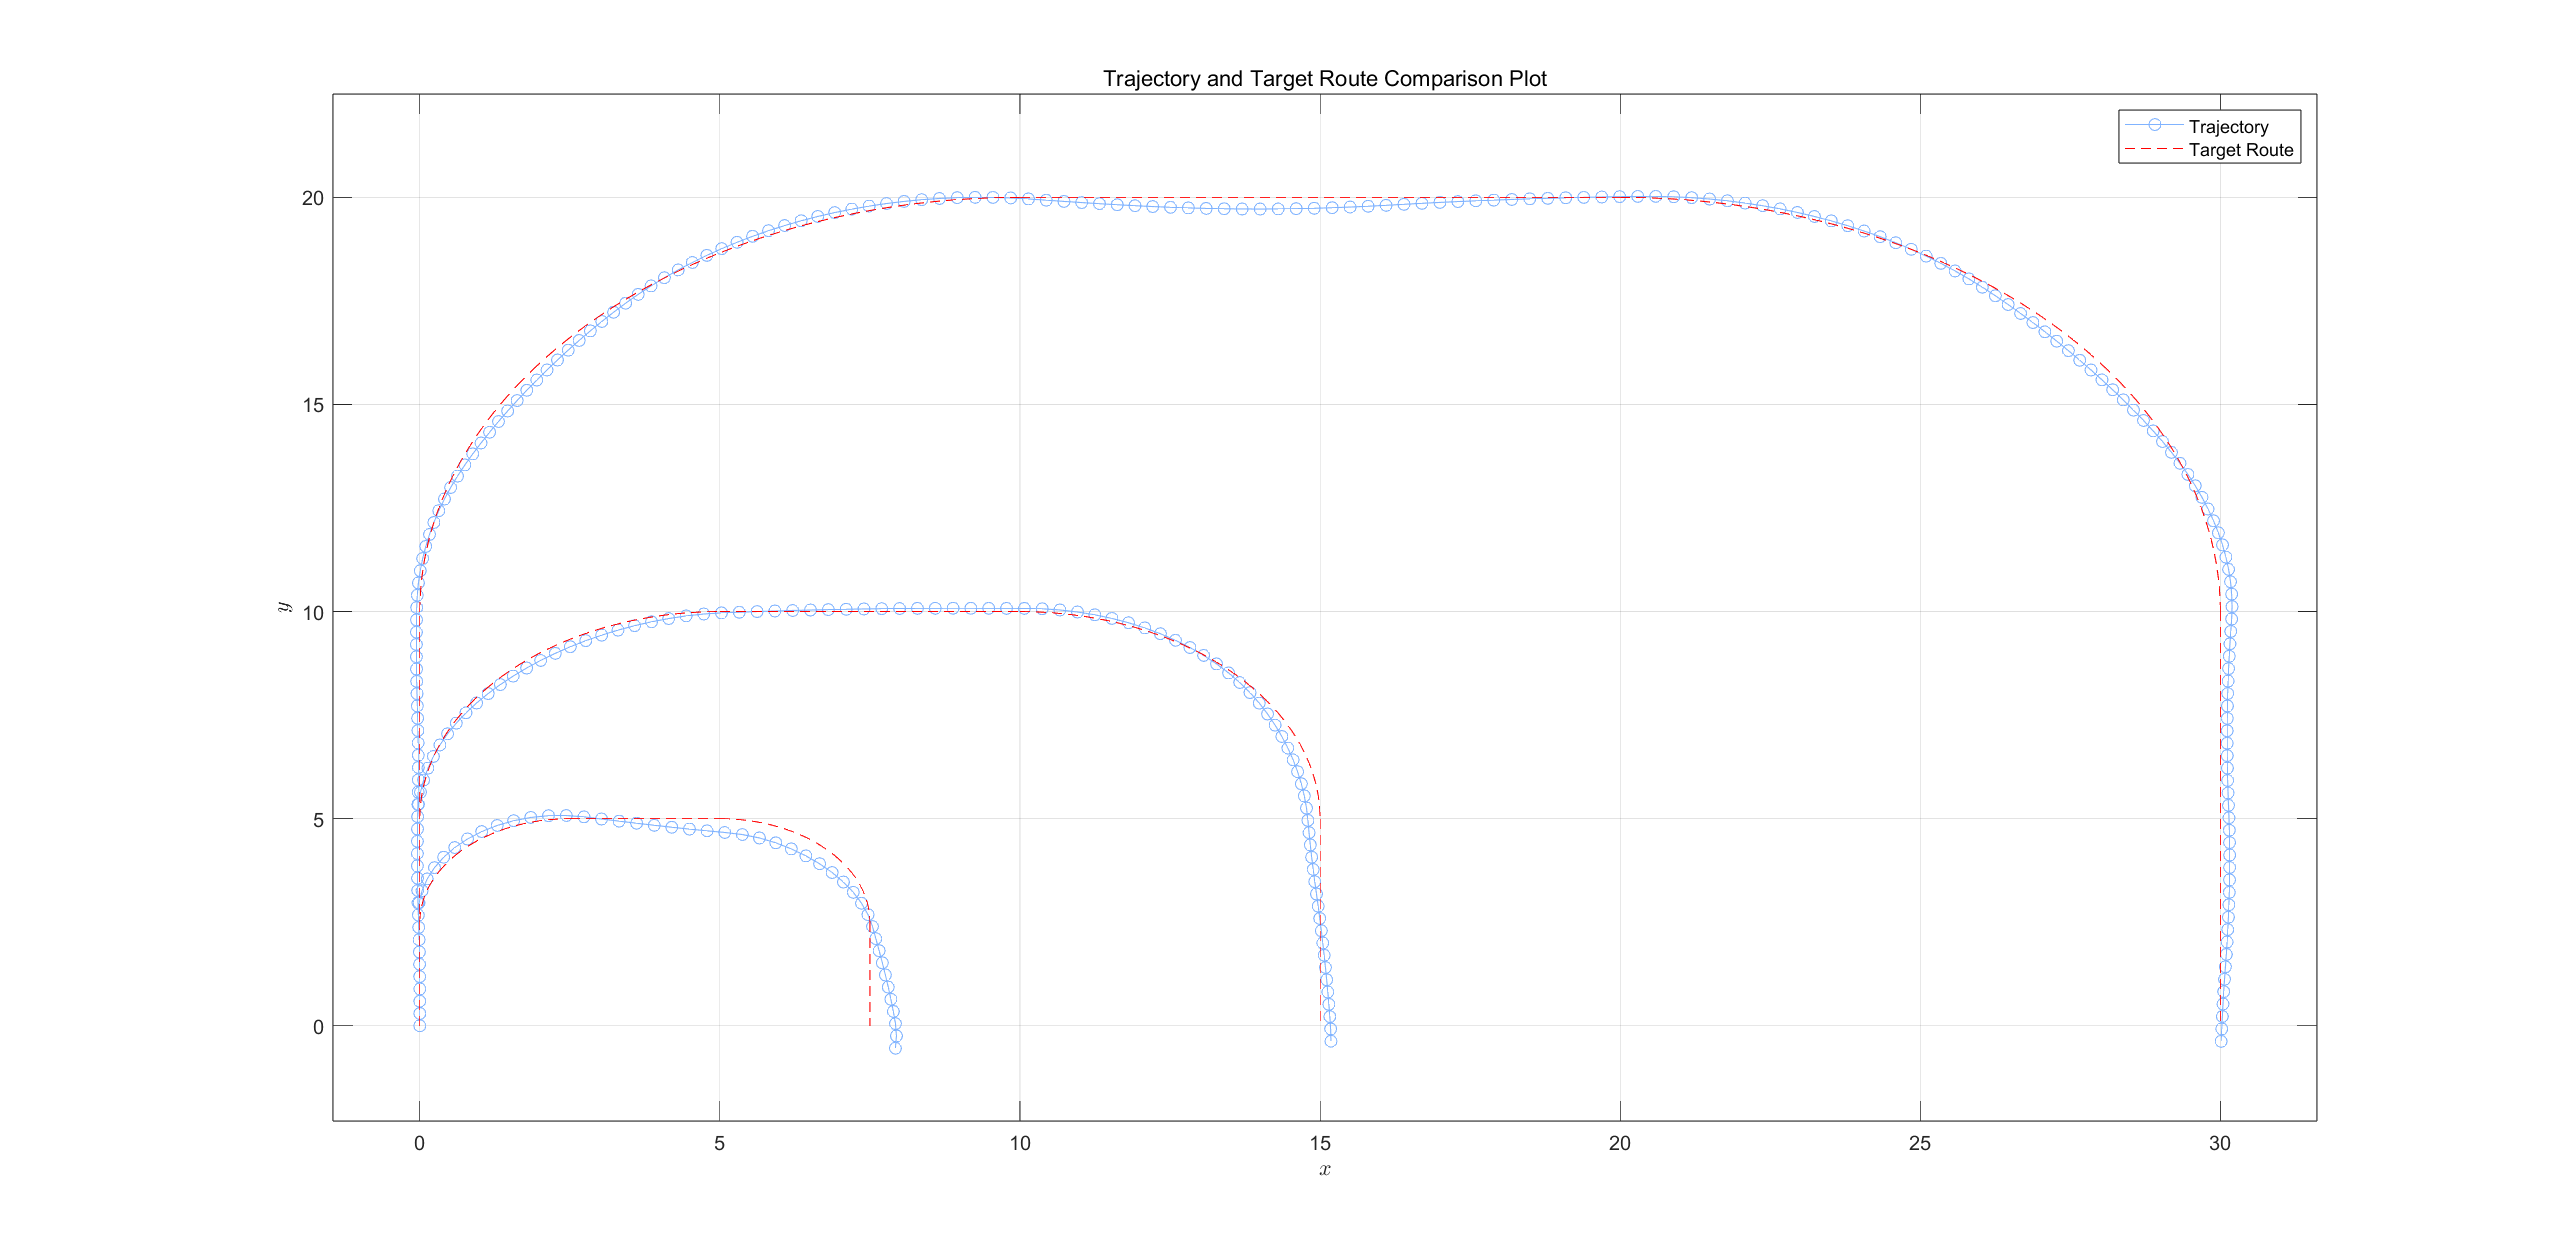 Trajectory and Target Route Comparison Plot
Trajectory
Target Route
20
15
10
5
0
y
0 5 10 15 20 25 30
x